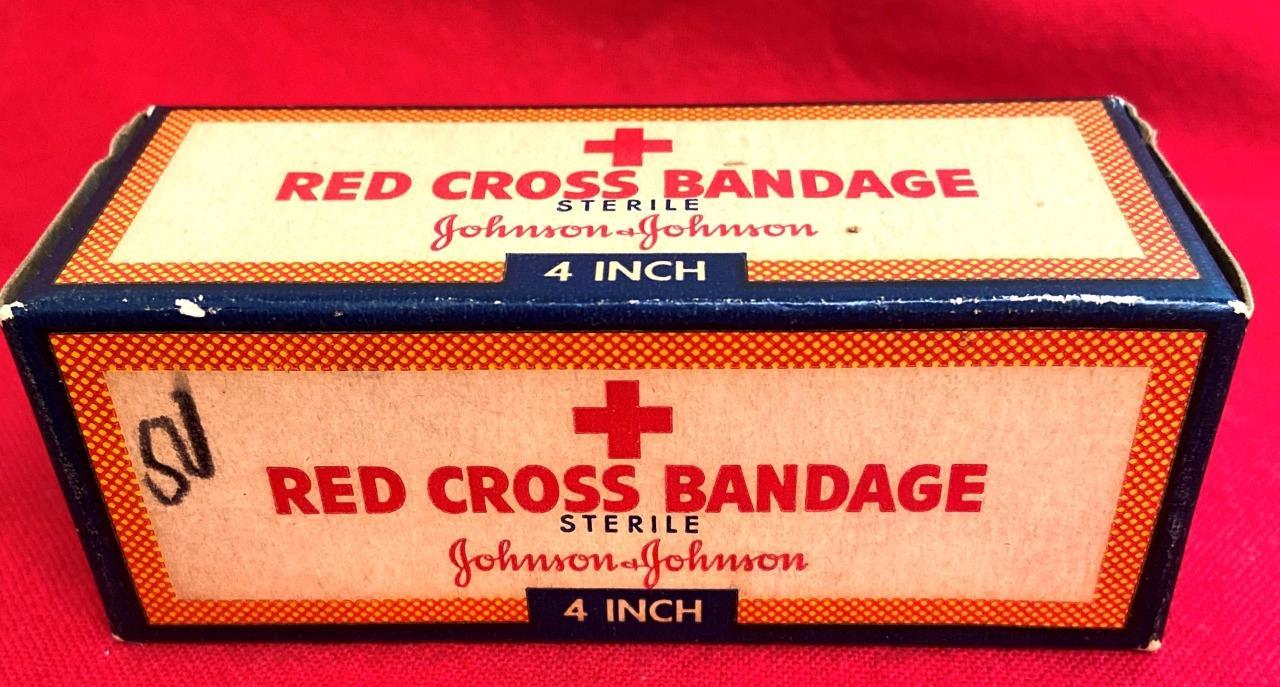 RED CROSS BANDAGE
STERILE
Johnson & Johnson
4 INCH
RED CROSS BANDAGE
STERILE
Johnson & Johnson
4 INCH